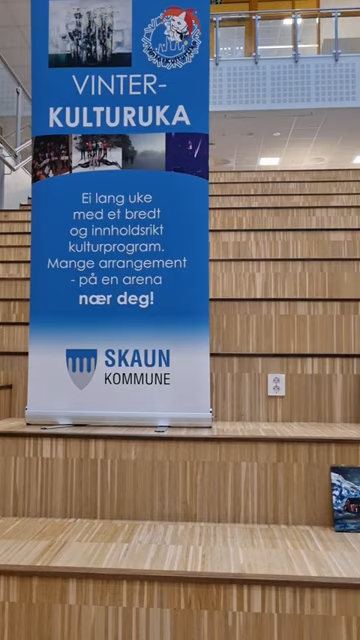 VINTER-
KULTURUKA
Ei lang uke
med et bredt
og innholdsrikt
kulturprogram.
Mange arrangement
- på en arena
nær deg!
SKAUN
KOMMUNE